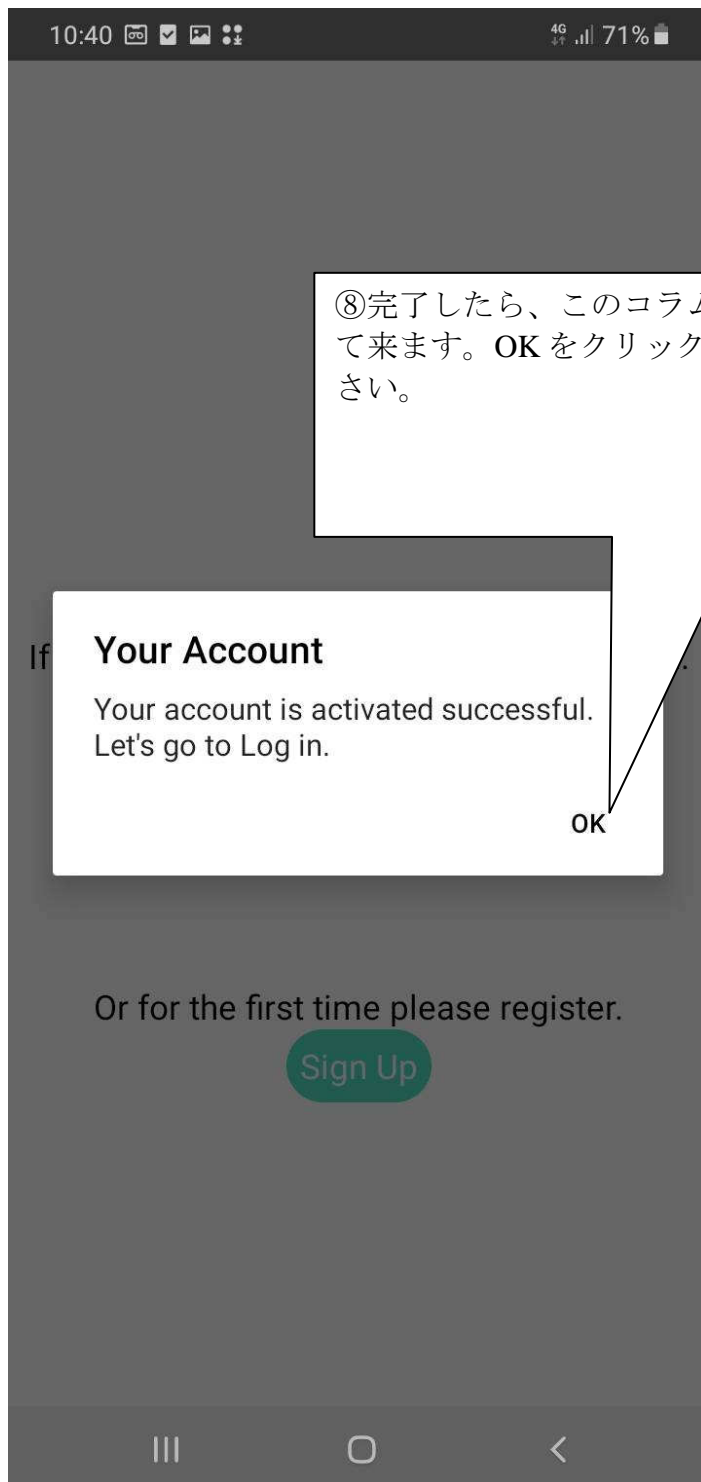 10:40
4G
71%
⑧完了したら、このコラム
て来ます。OK をクリック
さい。
If
.
Your Account
Your account is activated successful.
Let's go to Log in.
OK
Or for the first time please register.
Sign Up